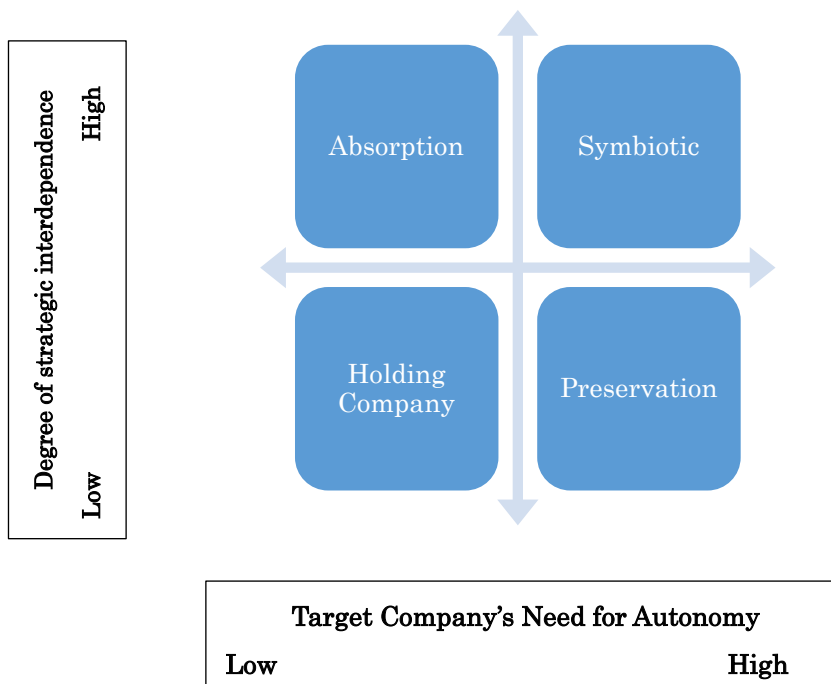 Degree of strategic interdependence
High
Low
Absorption
Symbiotic
Holding
Company
Preservation
Target Company's Need for Autonomy
Low
High